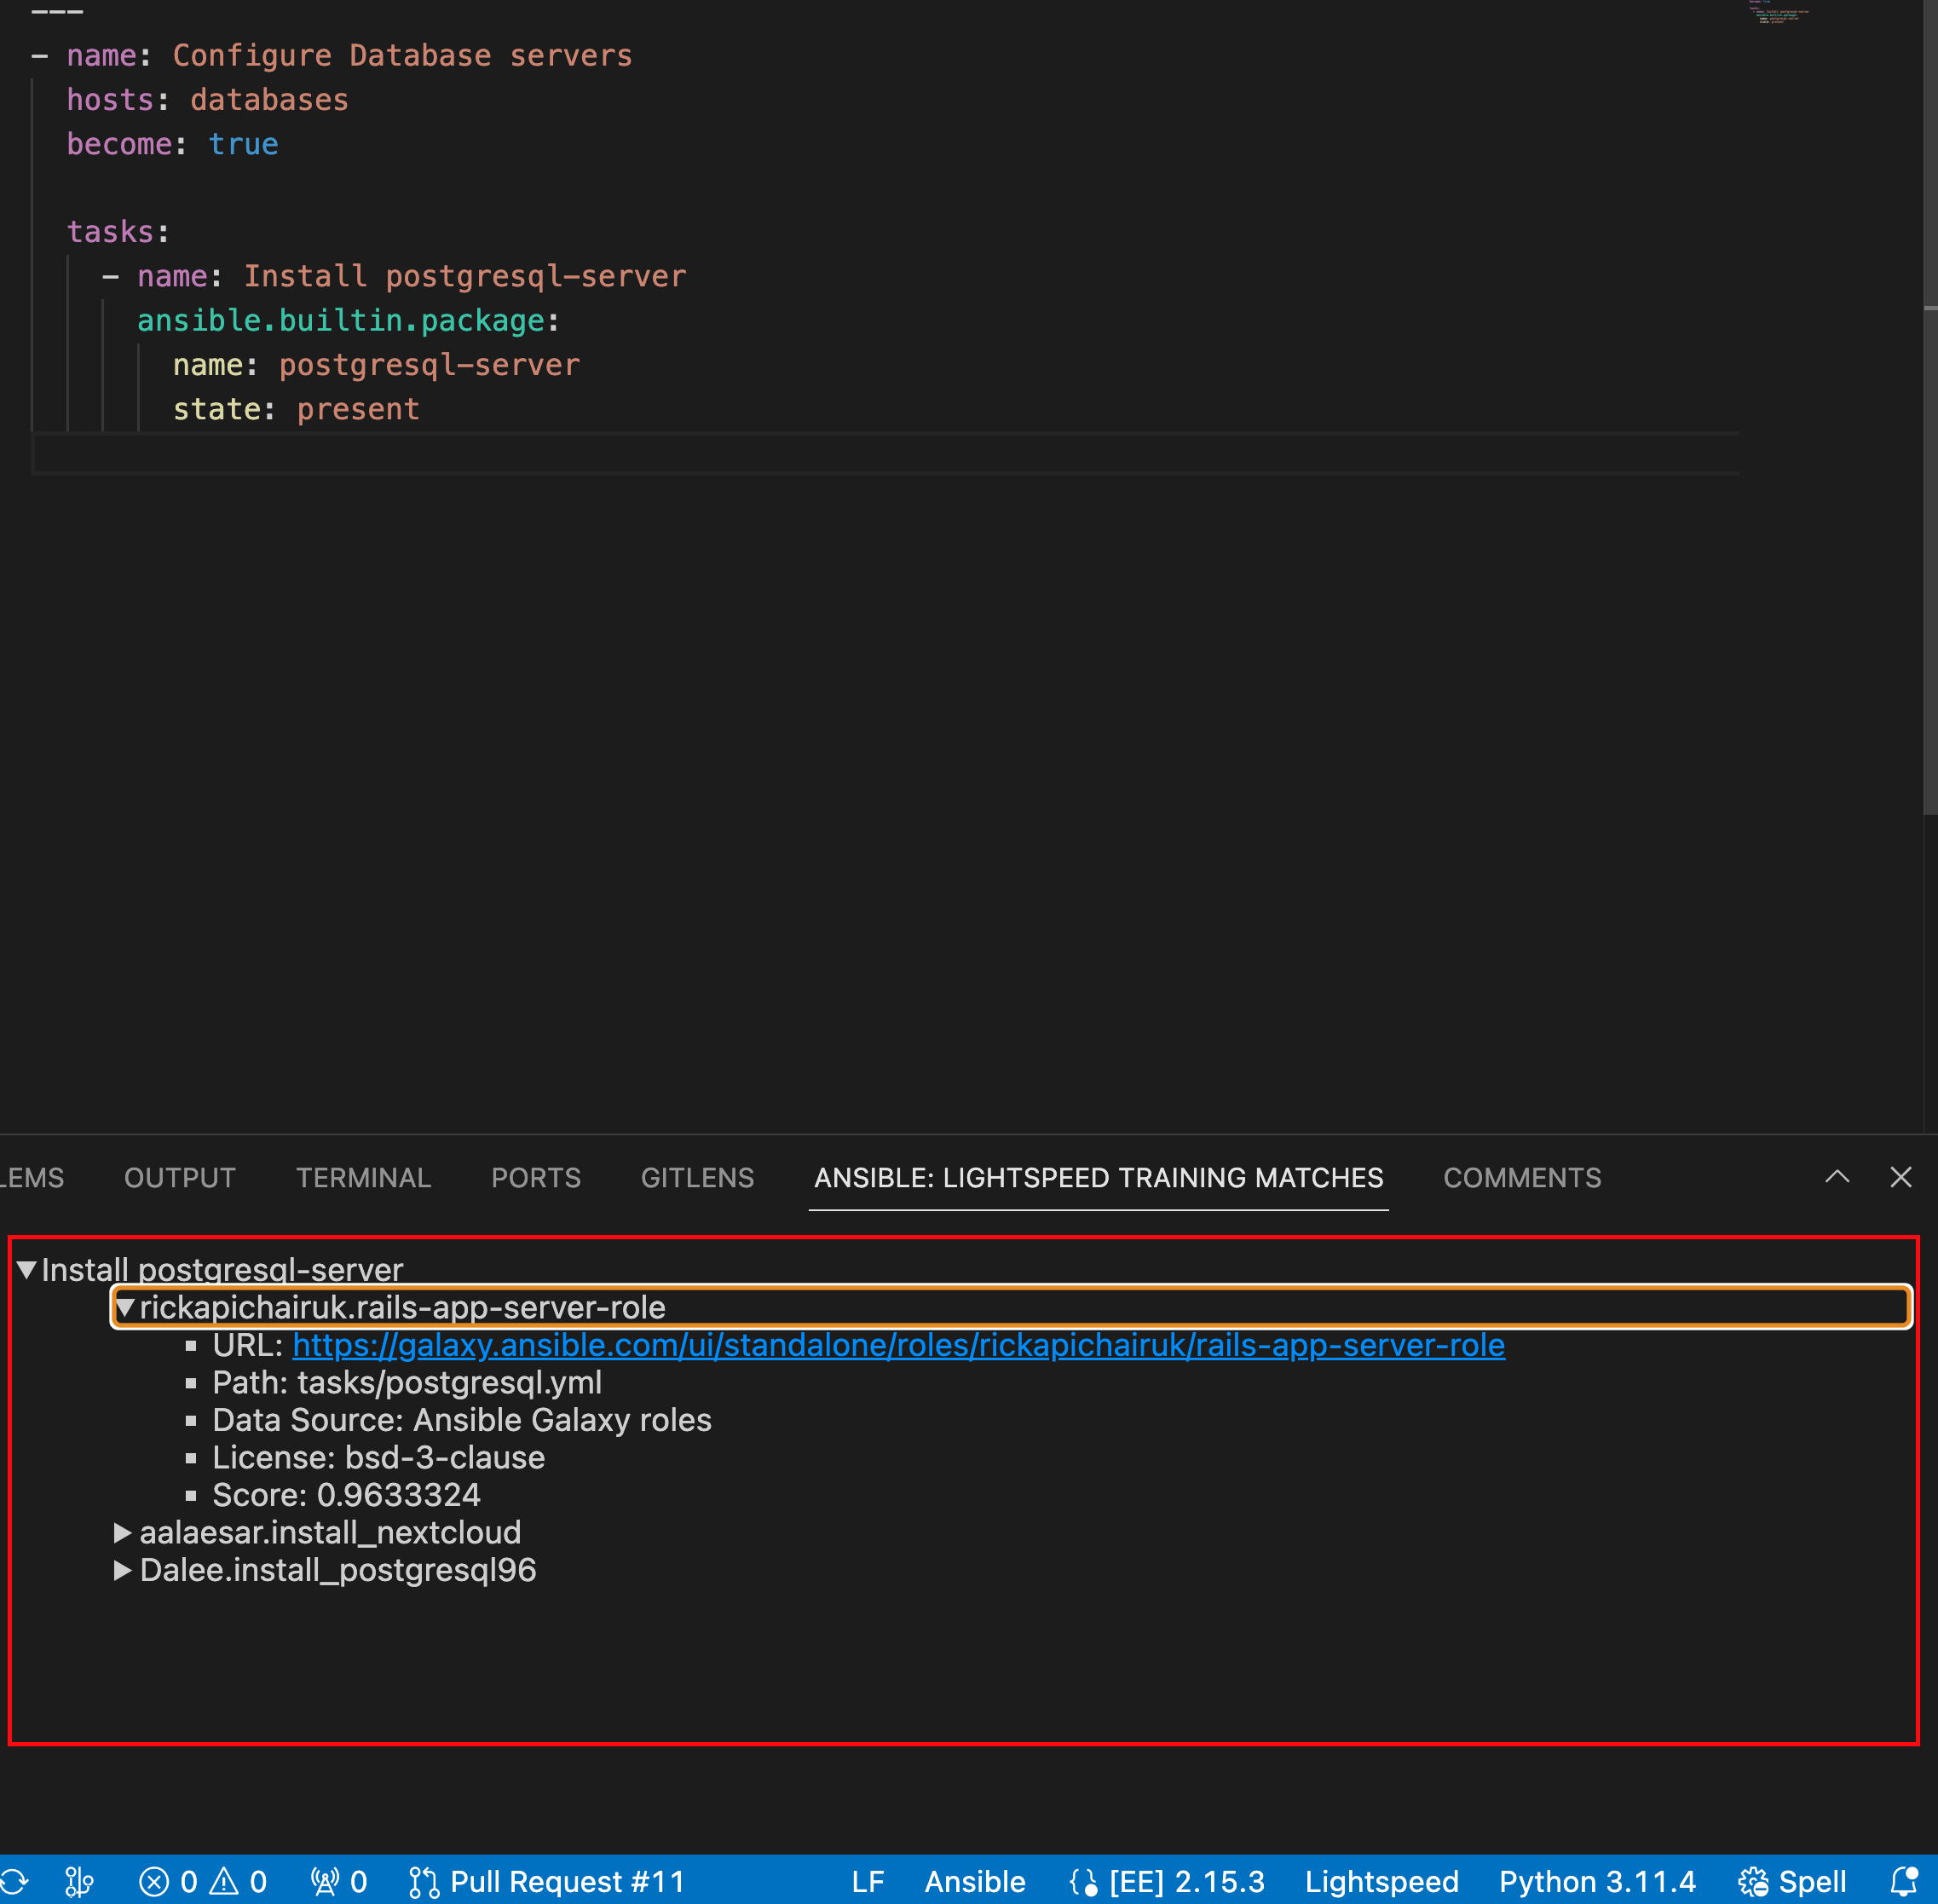 ---
- name: Configure Database servers
hosts: databases
become: true
tasks:
- name: Install postgresql-server
ansible.builtin.package:
name: postgresql-server
state: present
LEMS OUTPUT TERMINAL PORTS GITLENS ANSIBLE: LIGHTSPEED TRAINING MATCHES COMMENTS
Install postgresql-server
rickapichairuk.rails-app-server-role
URL: https://galaxy.ansible.com/ui/standalone/roles/rickapichairuk/rails-app-server-role
Path: tasks/postgresql.yml
Data Source: Ansible Galaxy roles
License: bsd-3-clause
Score: 0.9633324
aalaesar.install_nextcloud
Dalee.install_postgresql96
0 0 0 Pull Request #11 LF Ansible [EE] 2.15.3 Lightspeed Python 3.11.4 Spell